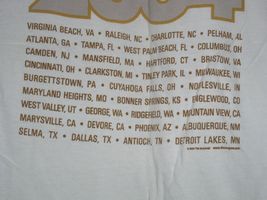 2004
VIRGINIA BEACH, VA • RALEIGH, NC • CHARLOTTE, NC • PELHAM, AL
ATLANTA, GA • TAMPA, FL • WEST PALM BEACH, FL • COLUMBUS, OH
CAMDEN, NJ • MANSFIELD, MA • HARTFORD, CT • BRISTOW, VA
CINCINNATI, OH • CLARKSTON, MI • TINLEY PARK, IL • MILWAUKEE, WI
BURGETTSTOWN, PA • CUYAHOGA FALLS, OH • NOBLESVILLE, IN
MARYLAND HEIGHTS, MO • BONNER SPRINGS, KS • ENGLEWOOD, CO
WEST VALLEY, UT • GEORGE, WA • RIDGEFIELD, WA • MOUNTAIN VIEW, CA
MARYSVILLE, CA • DEVORE, CA • PHOENIX, AZ • ALBUQUERQUE, NM
SELMA, TX • DALLAS, TX • ANTIOCH, TN • DETROIT LAKES, MN